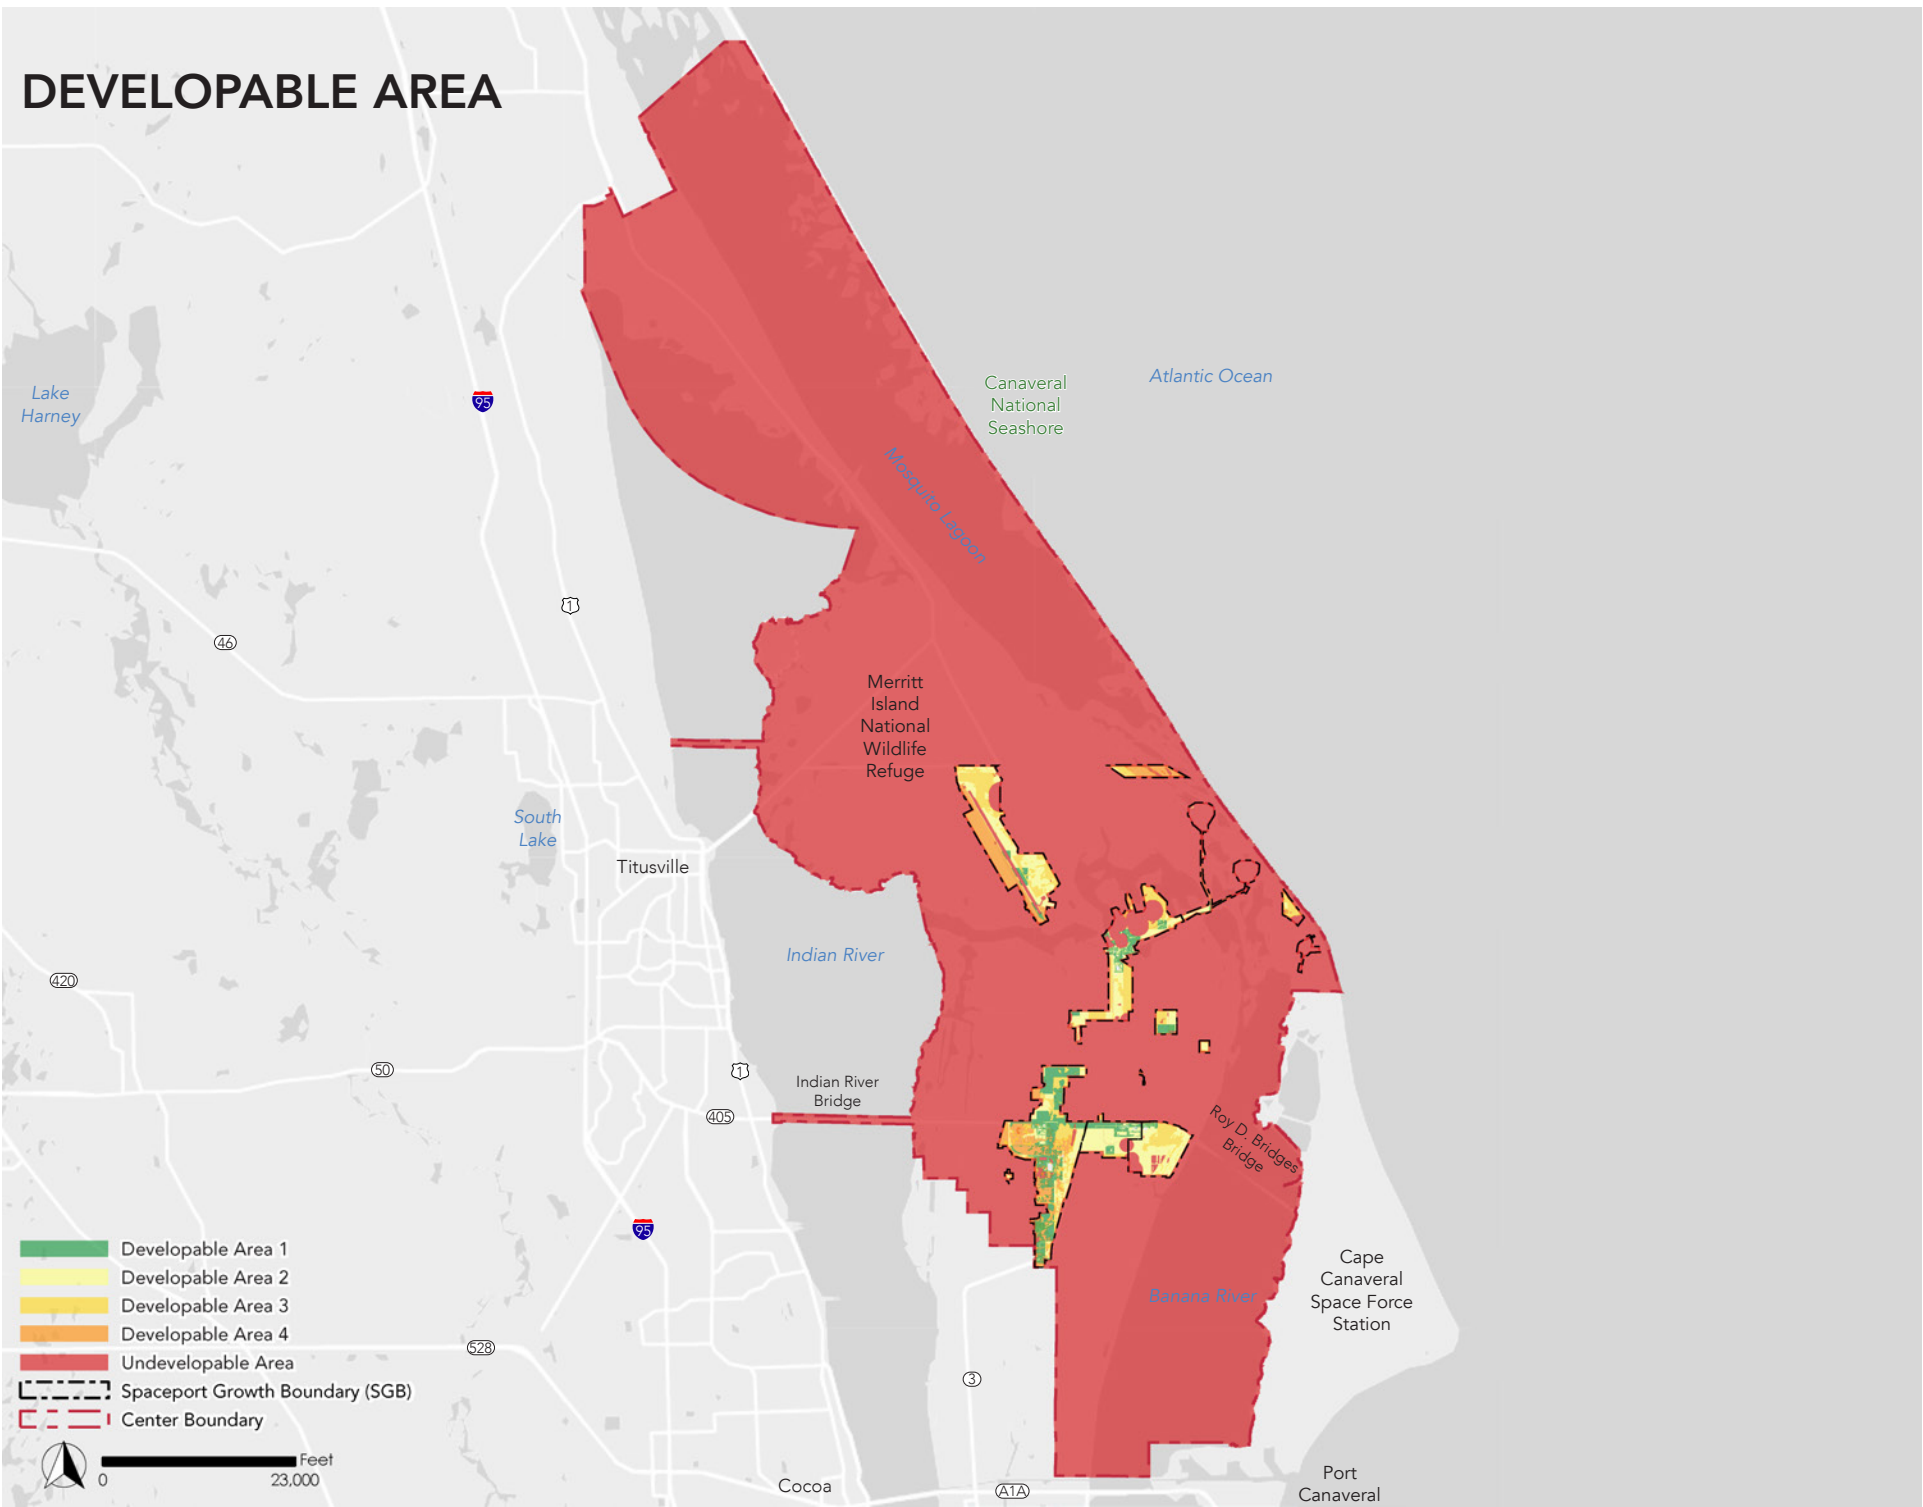 DEVELOPABLE AREA
Lake
Harney
95
Canaveral
National
Seashore
Atlantic Ocean
Mosquito Lagoon
1
46
Merritt
Island
National
Wildlife
Refuge
South
Lake
Titusville
Indian River
420
50
1
Indian River
Bridge
405
Roy D. Bridges
Bridge
95
Cape
Canaveral
Space Force
Station
Banana River
Developable Area 1
Developable Area 2
Developable Area 3
Developable Area 4
Undevelopable Area
Spaceport Growth Boundary (SGB)
Center Boundary
528
3
Feet
0
23,000
Cocoa
A1A
Port
Canaveral